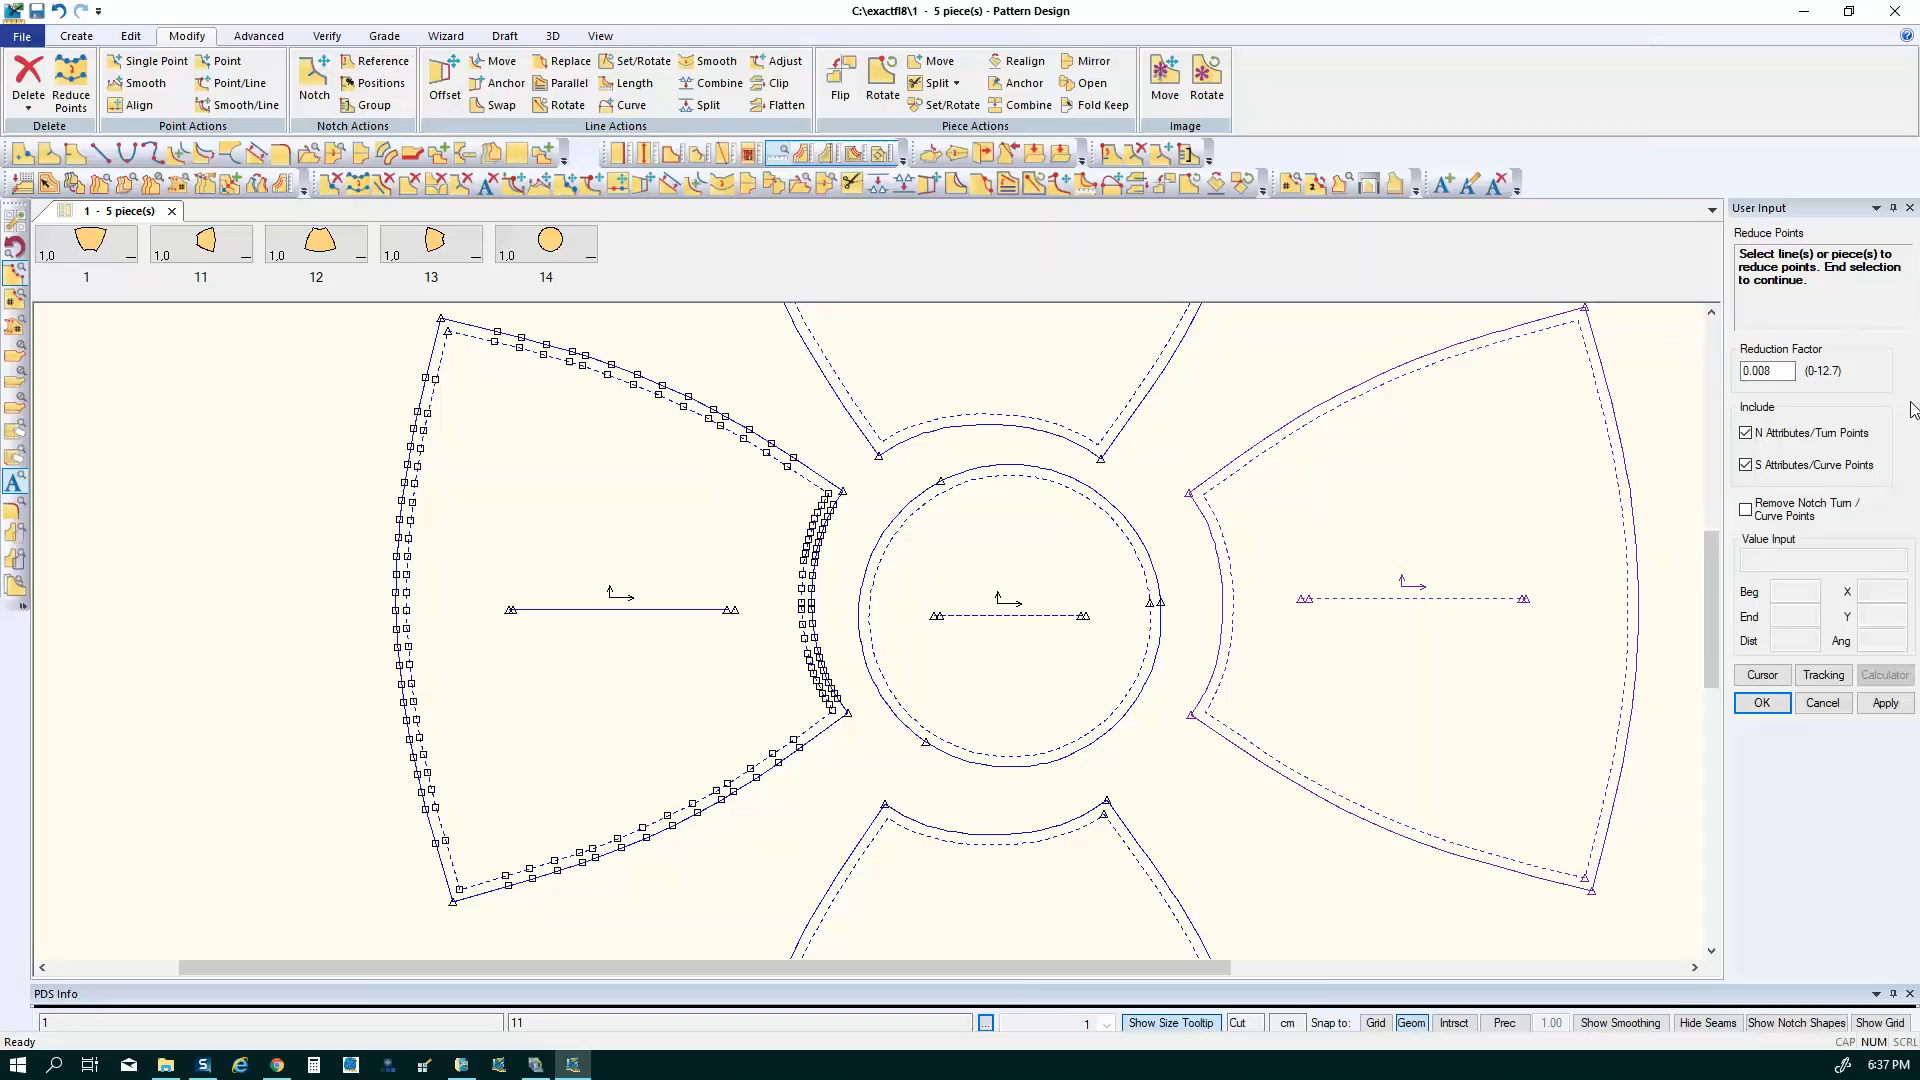 C:\exactfl8\1 - 5 piece(s) - Pattern Design
File Create Edit Modify Advanced Verify Grade Wizard Draft 3D View
Delete
Reduce Points
Delete
Single Point
Smooth
Align
Point
Point/Line
Smooth/Line
Point Actions
Notch
Reference
Positions
Group
Notch Actions
Offset
Move
Anchor
Swap
Replace
Parallel
Rotate
Set/Rotate
Length
Curve
Smooth
Combine
Split
Adjust
Clip
Flatten
Line Actions
Flip
Rotate
Move
Split
Set/Rotate
Realign
Anchor
Combine
Mirror
Open
Fold Keep
Piece Actions
Move
Rotate
Image
1 - 5 piece(s)
1,0 1,0 1,0 1,0 1,0
1 11 12 13 14
User Input
Reduce Points
Select line(s) or piece(s) to
reduce points. End selection
to continue.
Reduction Factor
0.008 (0-12.7)
Include
N Attributes/Turn Points
S Attributes/Curve Points
Remove Notch Turn /
Curve Points
Value Input
Beg X
End Y
Dist Ang
Cursor Tracking Calculator
OK Cancel Apply
PDS Info
1 11 ... 1 Show Size Tooltip Cut cm Snap to: Grid Geom Intrsct Prec 1.00 Show Smoothing Hide Seams Show Notch Shapes Show Grid
Ready CAP NUM SCRL
6:37 PM